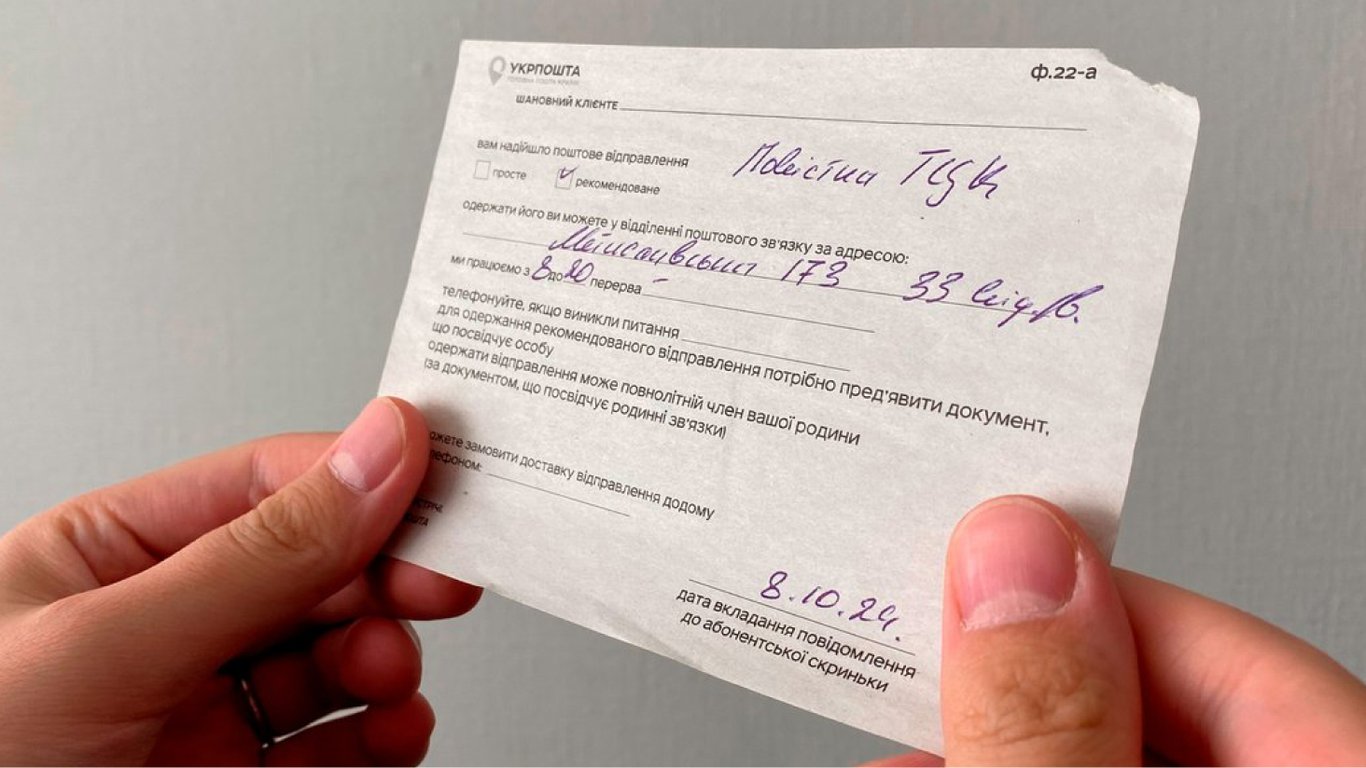 УКРПОШТА
ф.22-а
ШАНОВНИЙ КЛІЄНТЕ
вам надійшло поштове відправлення
Повістка ТЦК
просте рекомендоване
одержати його ви можете у відділенні поштового зв'язку за адресою:
173 33
ми працюємо з 8 до 20 перерва –
телефонуйте, якщо виникли питання
для одержання рекомендованого відправлення потрібно пред'явити документ,
що посвідчує особу
одержати відправлення може повнолітній член вашої родини
(за документом, що посвідчує родинні зв'язки)
замовити доставку відправлення додому
8.10.24.
дата вкладання повідомлення
до абонентської скриньки